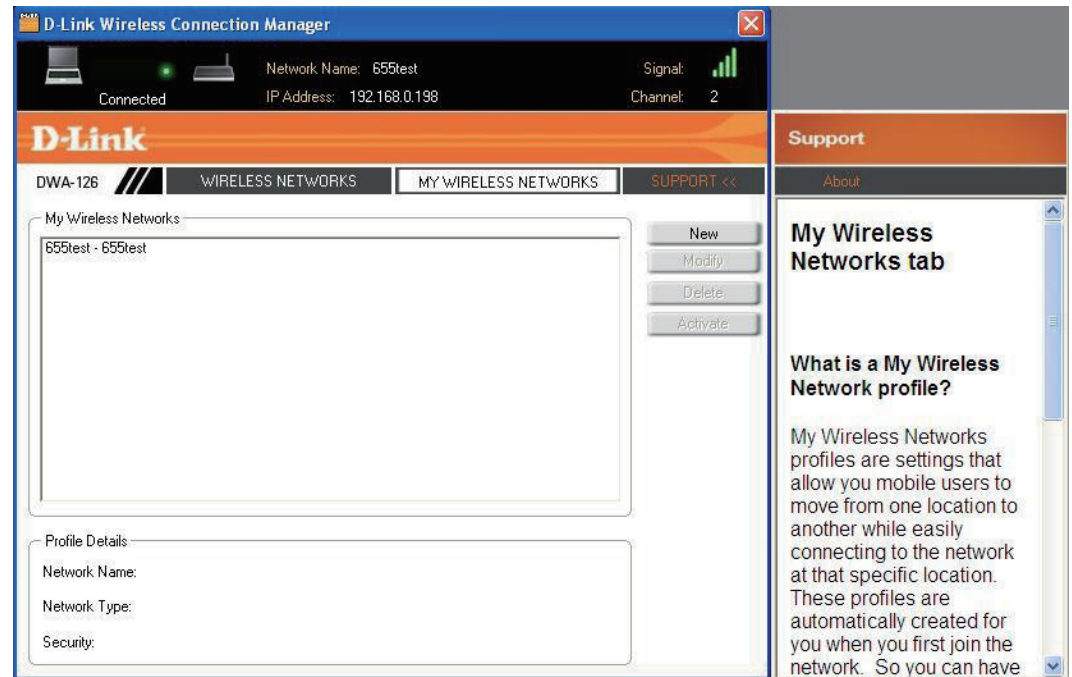 D-Link Wireless Connection Manager
Network Name: 655test
Signal:
Connected
IP Address: 192.168.0.198
Channel: 2
D-Link
DWA-126
WIRELESS NETWORKS
MY WIRELESS NETWORKS
SUPPORT <<
My Wireless Networks
655test - 655test
New
Modify
Delete
Activate
Profile Details
Network Name:
Network Type:
Security:
Support
About
My Wireless
Networks tab
What is a My Wireless
Network profile?
My Wireless Networks
profiles are settings that
allow you mobile users to
move from one location to
another while easily
connecting to the network
at that specific location.
These profiles are
automatically created for
you when you first join the
network. So you can have